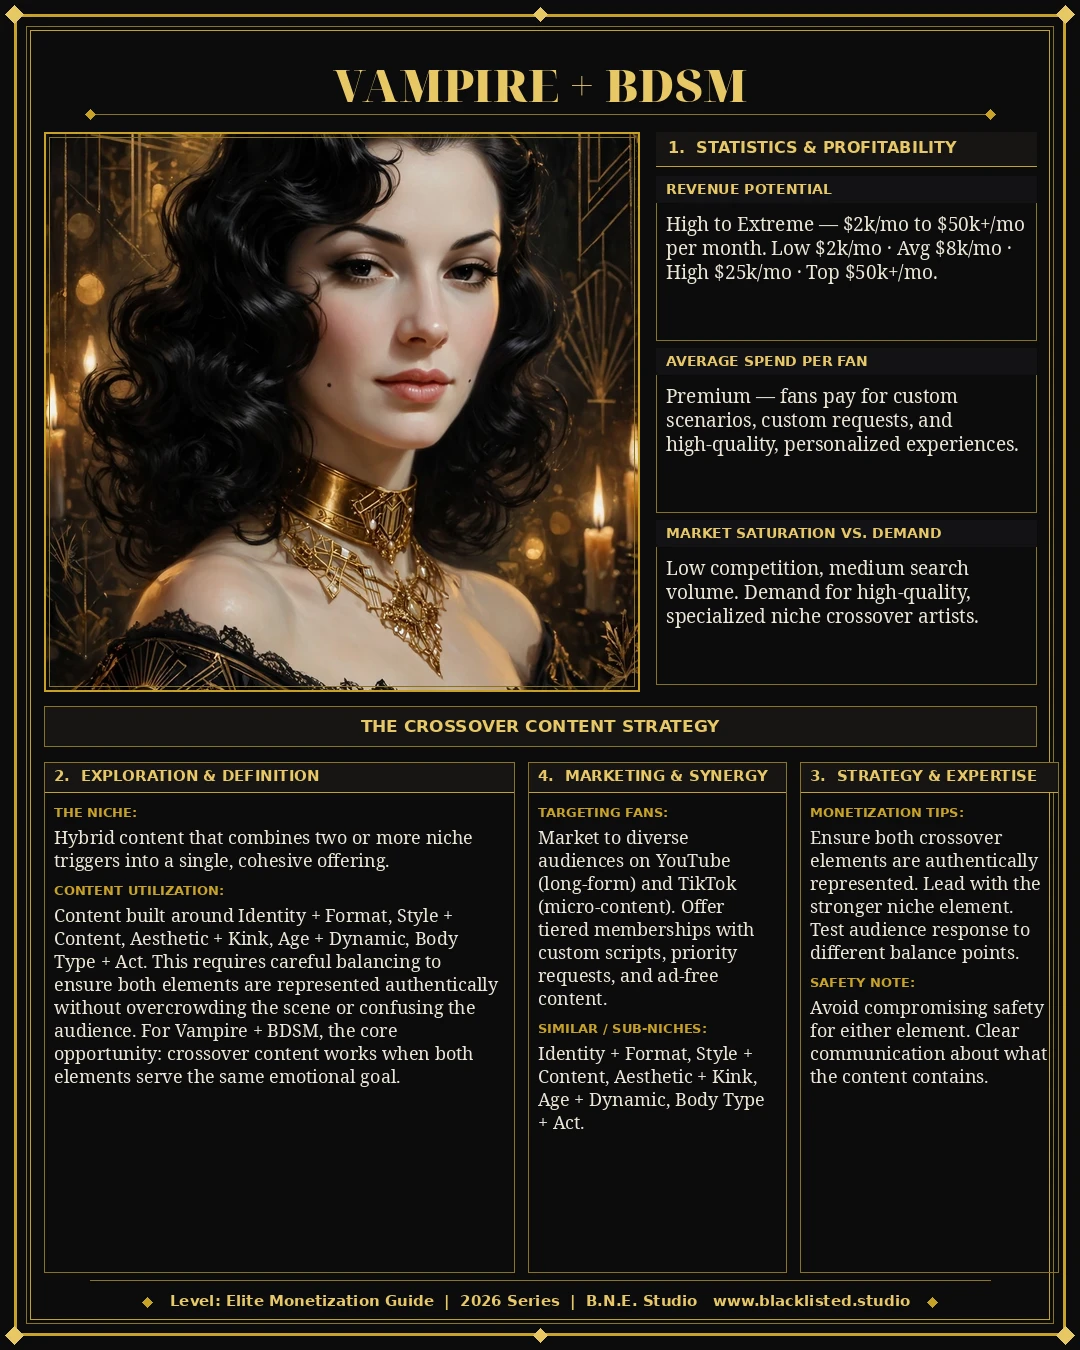 VAMPIRE + BDSM
1. STATISTICS & PROFITABILITY
REVENUE POTENTIAL
High to Extreme — $2k/mo to $50k+/mo
per month. Low $2k/mo · Avg $8k/mo ·
High $25k/mo · Top $50k+/mo.
AVERAGE SPEND PER FAN
Premium — fans pay for custom
scenarios, custom requests, and
high-quality, personalized experiences.
MARKET SATURATION VS. DEMAND
Low competition, medium search
volume. Demand for high-quality,
specialized niche crossover artists.
THE CROSSOVER CONTENT STRATEGY
2. EXPLORATION & DEFINITION
THE NICHE:
Hybrid content that combines two or more niche
triggers into a single, cohesive offering.
CONTENT UTILIZATION:
Content built around Identity + Format, Style +
Content, Aesthetic + Kink, Age + Dynamic, Body
Type + Act. This requires careful balancing to
ensure both elements are represented authentically
without overcrowding the scene or confusing the
audience. For Vampire + BDSM, the core
opportunity: crossover content works when both
elements serve the same emotional goal.
4. MARKETING & SYNERGY
TARGETING FANS:
Market to diverse
audiences on YouTube
(long-form) and TikTok
(micro-content). Offer
tiered memberships with
custom scripts, priority
requests, and ad-free
content.
SIMILAR / SUB-NICHES:
Identity + Format, Style +
Content, Aesthetic + Kink,
Age + Dynamic, Body Type
+ Act.
3. STRATEGY & EXPERTISE
MONETIZATION TIPS:
Ensure both crossover
elements are authentically
represented. Lead with the
stronger niche element.
Test audience response to
different balance points.
SAFETY NOTE:
Avoid compromising safety
for either element. Clear
communication about what
the content contains.
Level: Elite Monetization Guide | 2026 Series | B.N.E. Studio www.blacklisted.studio